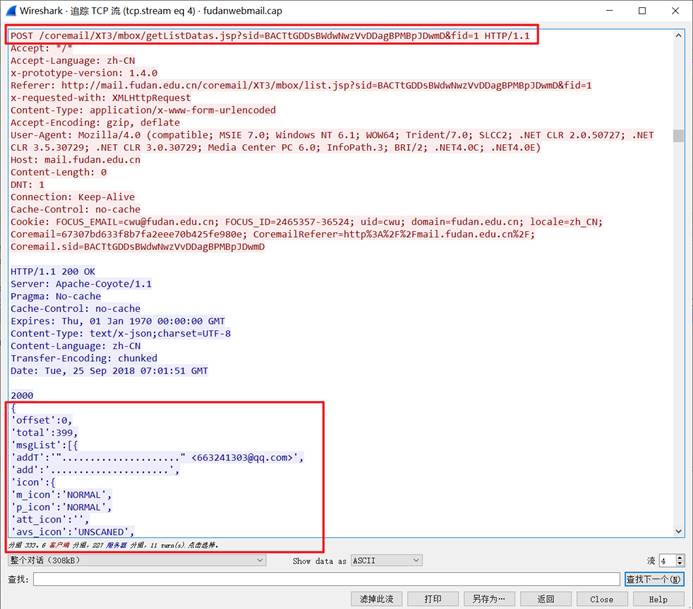 Wireshark · 追踪 TCP 流 (tcp.stream eq 4) · fudanwebmail.cap
POST /coremail/XT3/mbox/getListDatas.jsp?sid=BACTtGDDsBWdwNwzVvDDagBPMBpJDwmD&fid=1 HTTP/1.1
Accept: */*
Accept-Language: zh-CN
x-prototype-version: 1.4.0
Referer: http://mail.fudan.edu.cn/coremail/XT3/mbox/list.jsp?sid=BACTtGDDsBWdwNwzVvDDagBPMBpJDwmD&fid=1
x-requested-with: XMLHttpRequest
Content-Type: application/x-www-form-urlencoded
Accept-Encoding: gzip, deflate
User-Agent: Mozilla/4.0 (compatible; MSIE 7.0; Windows NT 6.1; WOW64; Trident/7.0; SLCC2; .NET CLR 2.0.50727; .NET
CLR 3.5.30729; .NET CLR 3.0.30729; Media Center PC 6.0; InfoPath.3; BRI/2; .NET4.0C; .NET4.0E)
Host: mail.fudan.edu.cn
Content-Length: 0
DNT: 1
Connection: Keep-Alive
Cache-Control: no-cache
Cookie: FOCUS_EMAIL=cwu@fudan.edu.cn; FOCUS_ID=2465357-36524; uid=cwu; domain=fudan.edu.cn; locale=zh_CN;
Coremail=67307bd633f8b7fa2eee70b425fe980e; CoremailReferer=http%3A%2F%2Fmail.fudan.edu.cn%2F;
Coremail.sid=BACTtGDDsBWdwNwzVvDDagBPMBpJDwmD
HTTP/1.1 200 OK
Server: Apache-Coyote/1.1
Pragma: No-cache
Cache-Control: no-cache
Expires: Thu, 01 Jan 1970 00:00:00 GMT
Content-Type: text/x-json;charset=UTF-8
Content-Language: zh-CN
Transfer-Encoding: chunked
Date: Tue, 25 Sep 2018 07:01:51 GMT
2000
{
'offset':0,
'total':399,
'msgList':[{
'addT':'"....................." <663241303@qq.com>',
'add':'.....................',
'icon':{
'm_icon':'NORMAL',
'p_icon':'NORMAL',
'att_icon':'',
'avs_icon':'UNSCANED',
分组 333。6 客户端 分组，227 服务器 分组，11 turn(s) 点击选择。
整个对话 (308kB) Show data as ASCII 流 4
查找: 查找下一个(N)
滤掉此流 打印 另存为… 返回 Close Help